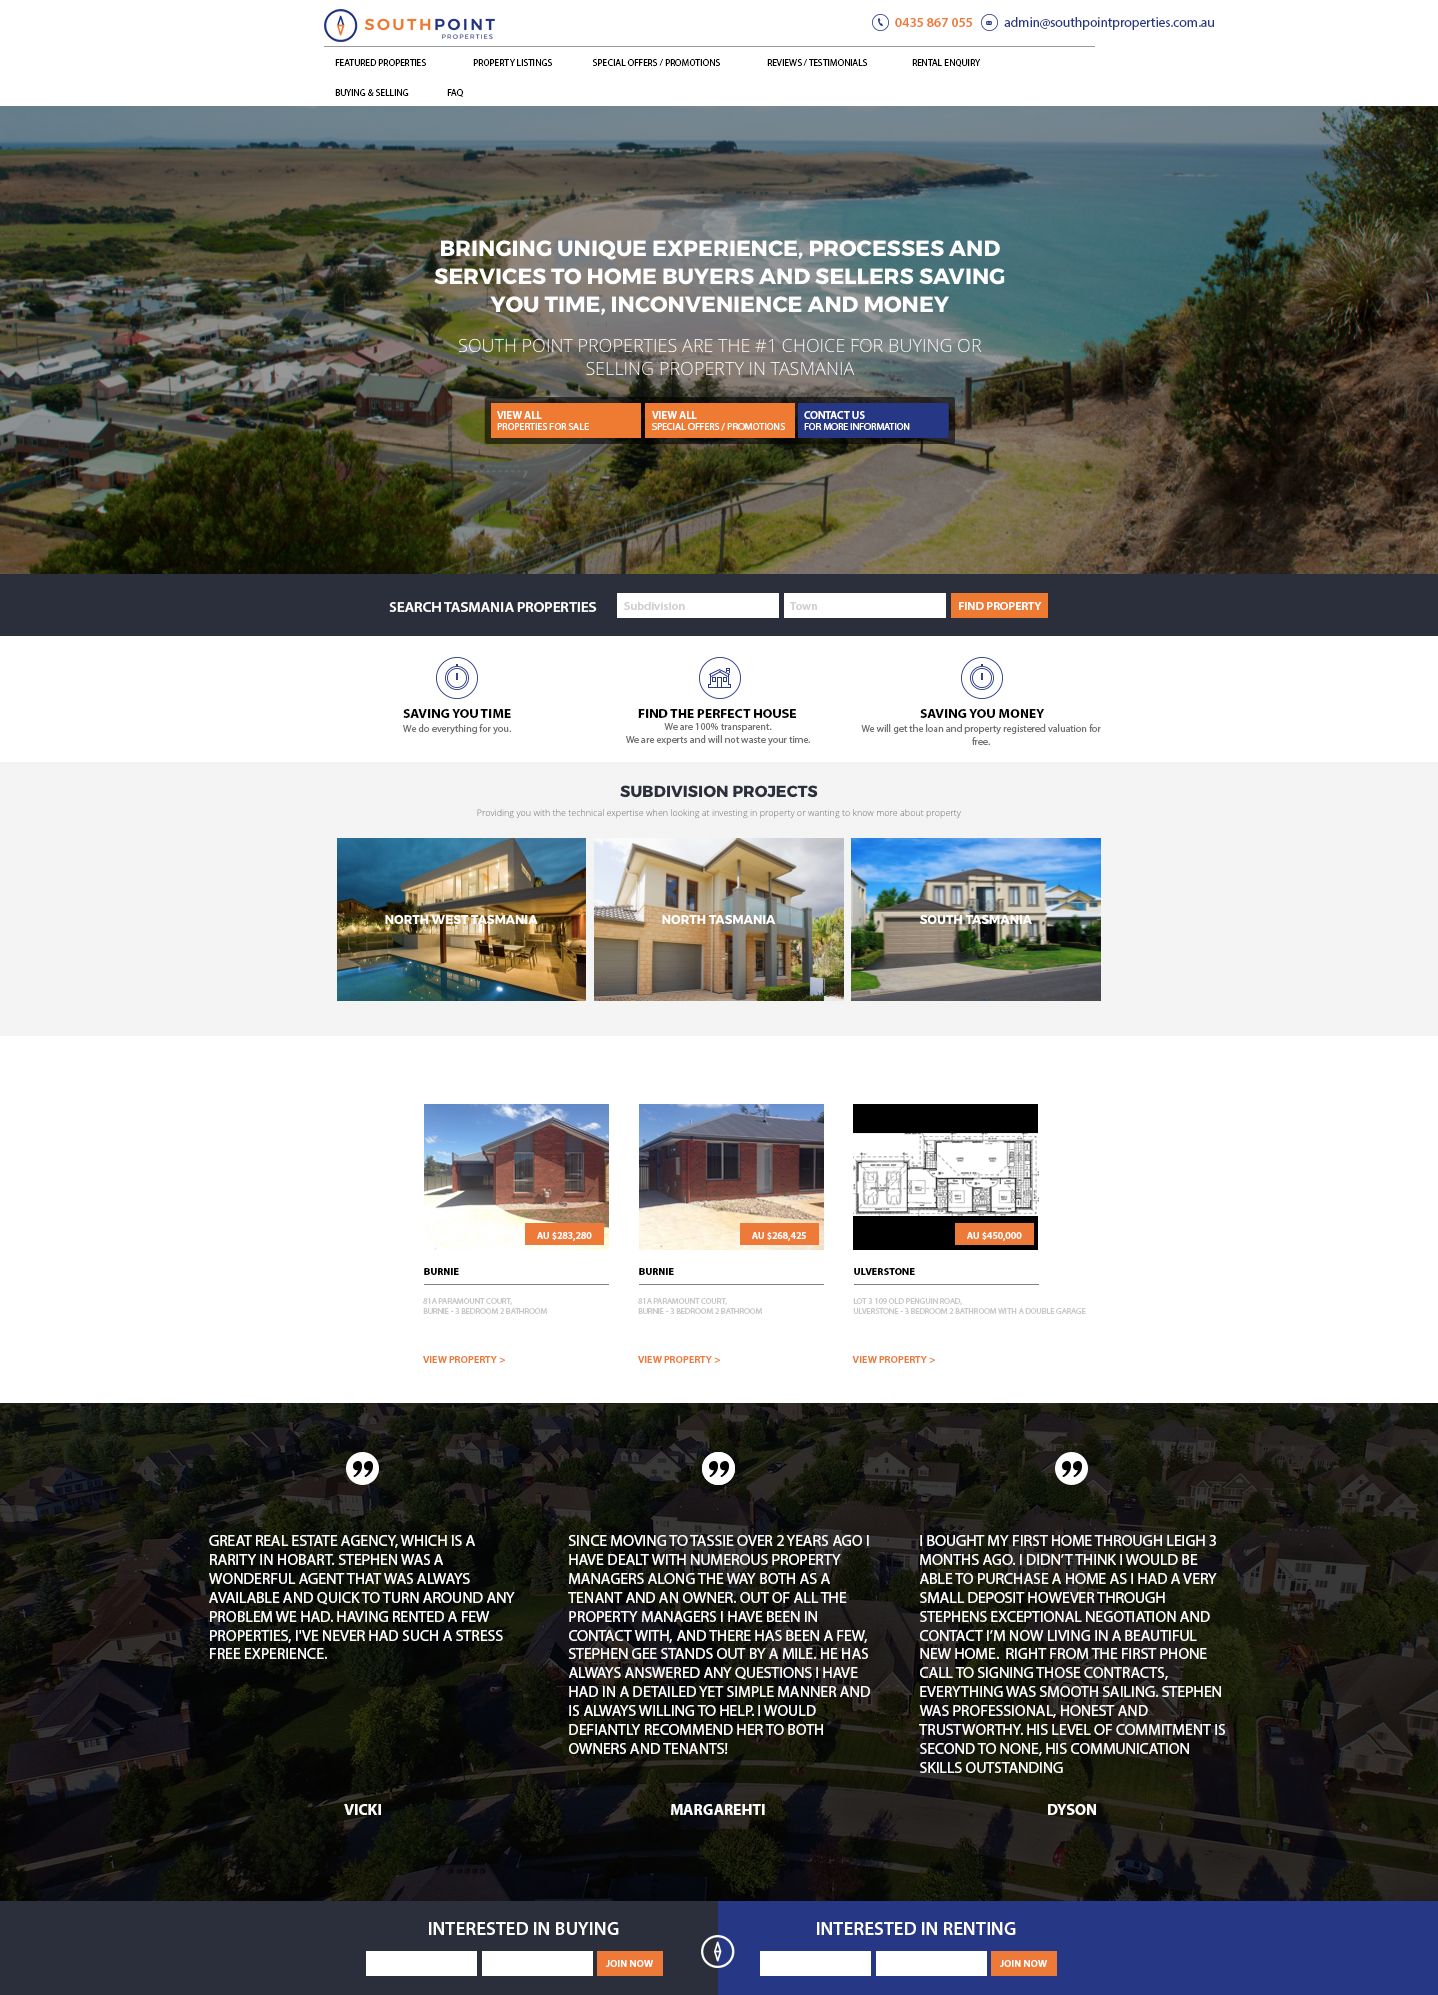 SOUTHPOINT
PROPERTIES
0435 867 055
admin@southpointproperties.com.au
FEATURED PROPERTIES
PROPERTY LISTINGS
SPECIAL OFFERS / PROMOTIONS
REVIEWS / TESTIMONIALS
RENTAL ENQUIRY
BUYING & SELLING
FAQ
BRINGING UNIQUE EXPERIENCE, PROCESSES AND
SERVICES TO HOME BUYERS AND SELLERS SAVING
YOU TIME, INCONVENIENCE AND MONEY
SOUTH POINT PROPERTIES ARE THE #1 CHOICE FOR BUYING OR
SELLING PROPERTY IN TASMANIA
VIEW ALL
PROPERTIES FOR SALE
VIEW ALL
SPECIAL OFFERS / PROMOTIONS
CONTACT US
FOR MORE INFORMATION
SEARCH TASMANIA PROPERTIES
Subdivision
Town
FIND PROPERTY
SAVING YOU TIME
We do everything for you.
FIND THE PERFECT HOUSE
We are 100% transparent.
We are experts and will not waste your time.
SAVING YOU MONEY
We will get the loan and property registered valuation for
free.
SUBDIVISION PROJECTS
Providing you with the technical expertise when looking at investing in property or wanting to know more about property
NORTH WEST TASMANIA
NORTH TASMANIA
SOUTH TASMANIA
AU $283,280
BURNIE
81A PARAMOUNT COURT,
BURNIE - 3 BEDROOM 2 BATHROOM
VIEW PROPERTY >
AU $268,425
BURNIE
81A PARAMOUNT COURT,
BURNIE - 3 BEDROOM 2 BATHROOM
VIEW PROPERTY >
AU $450,000
ULVERSTONE
LOT 3 109 OLD PENGUIN ROAD,
ULVERSTONE - 3 BEDROOM 2 BATHROOM WITH A DOUBLE GARAGE
VIEW PROPERTY >
GREAT REAL ESTATE AGENCY, WHICH IS A
RARITY IN HOBART. STEPHEN WAS A
WONDERFUL AGENT THAT WAS ALWAYS
AVAILABLE AND QUICK TO TURN AROUND ANY
PROBLEM WE HAD. HAVING RENTED A FEW
PROPERTIES, I'VE NEVER HAD SUCH A STRESS
FREE EXPERIENCE.
VICKI
SINCE MOVING TO TASSIE OVER 2 YEARS AGO I
HAVE DEALT WITH NUMEROUS PROPERTY
MANAGERS ALONG THE WAY BOTH AS A
TENANT AND AN OWNER. OUT OF ALL THE
PROPERTY MANAGERS I HAVE BEEN IN
CONTACT WITH, AND THERE HAS BEEN A FEW,
STEPHEN GEE STANDS OUT BY A MILE. HE HAS
ALWAYS ANSWERED ANY QUESTIONS I HAVE
HAD IN A DETAILED YET SIMPLE MANNER AND
IS ALWAYS WILLING TO HELP. I WOULD
DEFIANTLY RECOMMEND HER TO BOTH
OWNERS AND TENANTS!
MARGAREHTI
I BOUGHT MY FIRST HOME THROUGH LEIGH 3
MONTHS AGO. I DIDN’T THINK I WOULD BE
ABLE TO PURCHASE A HOME AS I HAD A VERY
SMALL DEPOSIT HOWEVER THROUGH
STEPHENS EXCEPTIONAL NEGOTIATION AND
CONTACT I’M NOW LIVING IN A BEAUTIFUL
NEW HOME.  RIGHT FROM THE FIRST PHONE
CALL TO SIGNING THOSE CONTRACTS,
EVERYTHING WAS SMOOTH SAILING. STEPHEN
WAS PROFESSIONAL, HONEST AND
TRUSTWORTHY. HIS LEVEL OF COMMITMENT IS
SECOND TO NONE, HIS COMMUNICATION
SKILLS OUTSTANDING
DYSON
INTERESTED IN BUYING
JOIN NOW
INTERESTED IN RENTING
JOIN NOW